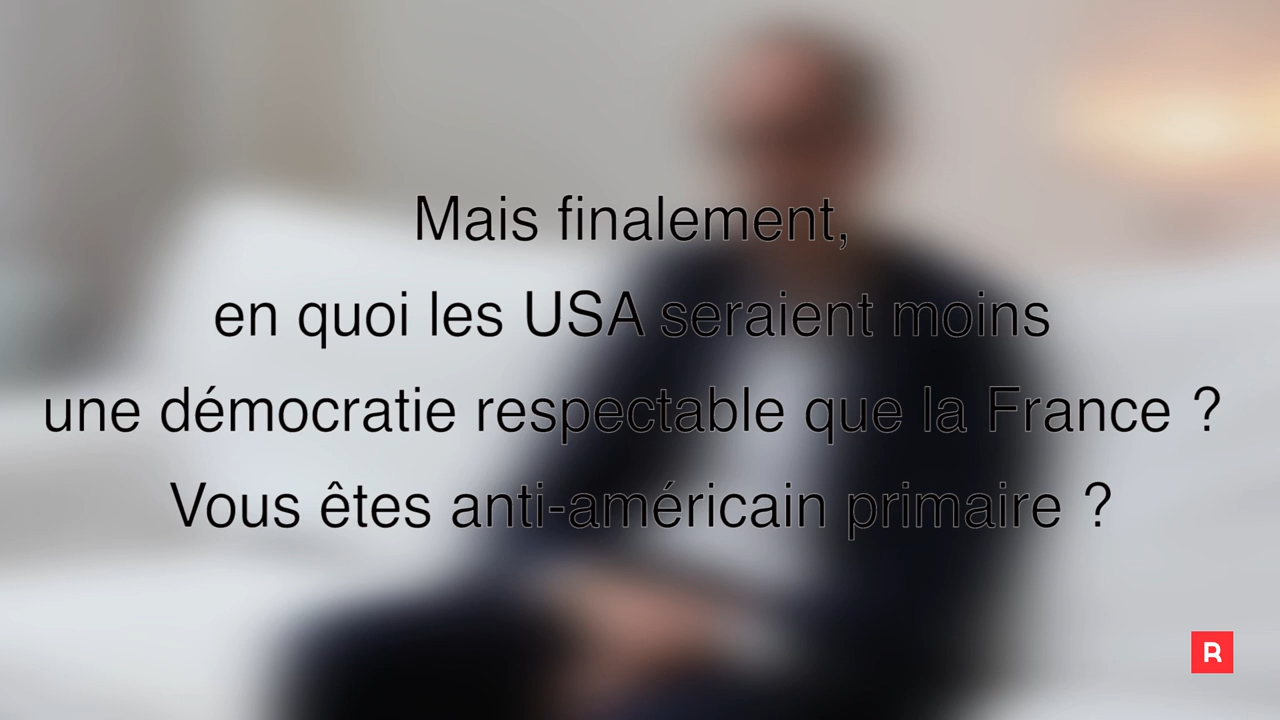 Mais finalement,
en quoi les USA seraient moins
une démocratie respectable que la France ?
Vous êtes anti-américain primaire ?
R